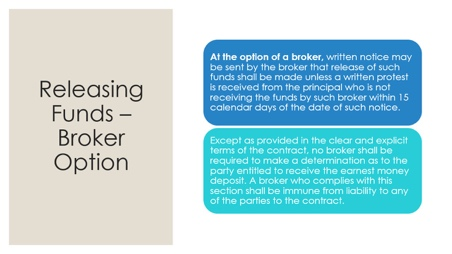 Releasing
Funds –
Broker
Option
At the option of a broker, written notice may
be sent by the broker that release of such
funds shall be made unless a written protest
is received from the principal who is not
receiving the funds by such broker within 15
calendar days of the date of such notice.
Except as provided in the clear and explicit
terms of the contract, no broker shall be
required to make a determination as to the
party entitled to receive the earnest money
deposit. A broker who complies with this
section shall be immune from liability to any
of the parties to the contract.